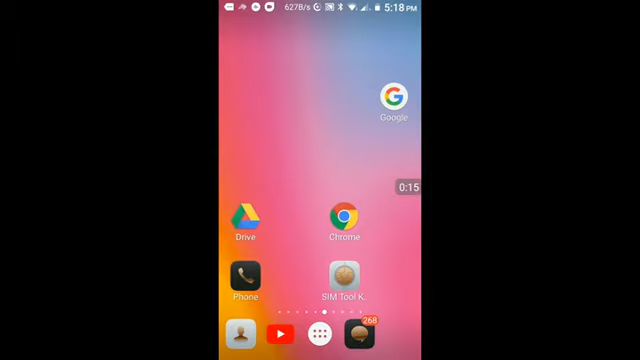 627B/s 5:18 PM
Google
0:15
Drive
Chrome
Phone
SIM Tool K.
268